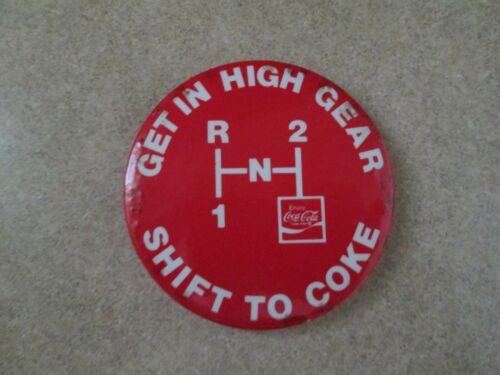 GET IN HIGH GEAR
R 2
N
1
Enjoy
Coca-Cola
SHIFT TO COKE